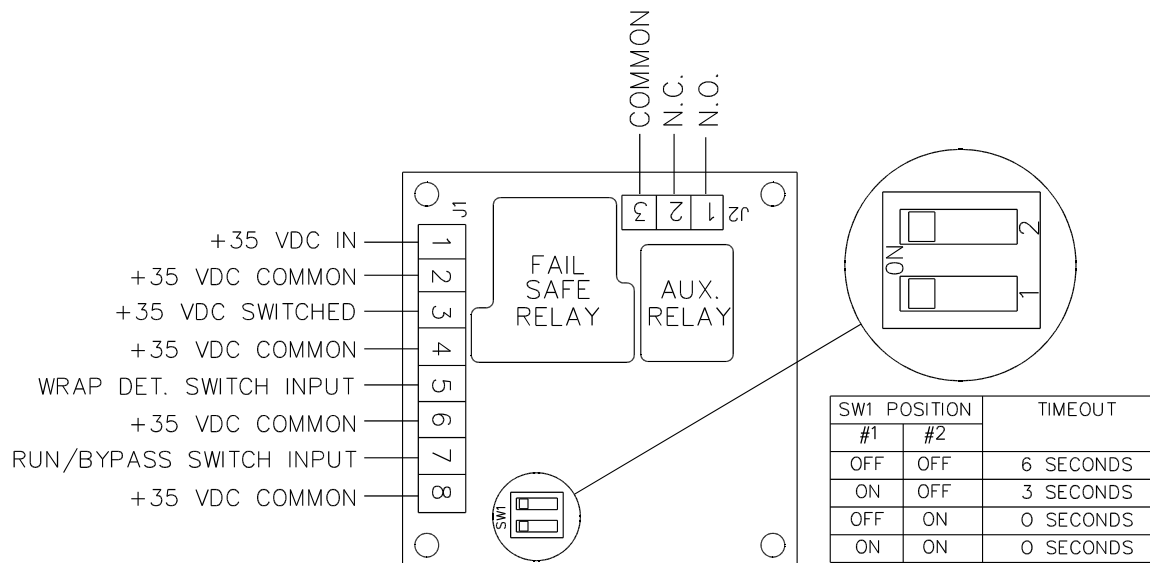 COMMON
N.C.
N.O.
J1
3 2 1 J2
+35 VDC IN 1
+35 VDC COMMON 2
+35 VDC SWITCHED 3
+35 VDC COMMON 4
WRAP DET. SWITCH INPUT 5
+35 VDC COMMON 6
RUN/BYPASS SWITCH INPUT 7
+35 VDC COMMON 8
FAIL
SAFE
RELAY
AUX.
RELAY
SW1
ON
2
1
SW1 POSITION TIMEOUT
#1 #2
OFF OFF 6 SECONDS
ON OFF 3 SECONDS
OFF ON 0 SECONDS
ON ON 0 SECONDS